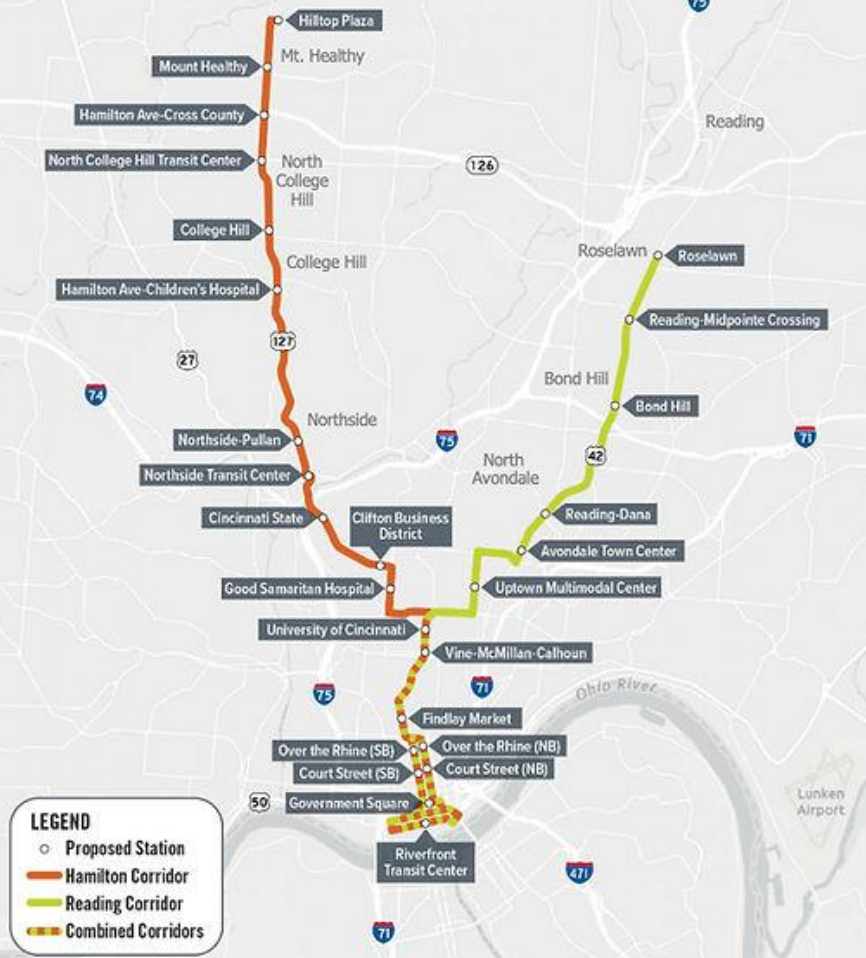 75
Hilltop Plaza
Mt. Healthy
Mount Healthy
Hamilton Ave-Cross County
Reading
North College Hill Transit Center
North
College
Hill
126
College Hill
Roselawn
Roselawn
College Hill
Hamilton Ave-Children's Hospital
Reading-Midpointe Crossing
127
27
Bond Hill
74
Bond Hill
Northside
Northside-Pullan
75
71
42
North
Avondale
Northside Transit Center
Cincinnati State
Clifton Business
District
Reading-Dana
Avondale Town Center
Good Samaritan Hospital
Uptown Multimodal Center
University of Cincinnati
Vine-McMillan-Calhoun
75
71
Ohio River
Findlay Market
Over the Rhine (SB)
Over the Rhine (NB)
Court Street (SB)
Court Street (NB)
50
Government Square
Lunken
Airport
Riverfront
Transit Center
471
71
LEGEND
Proposed Station
Hamilton Corridor
Reading Corridor
Combined Corridors